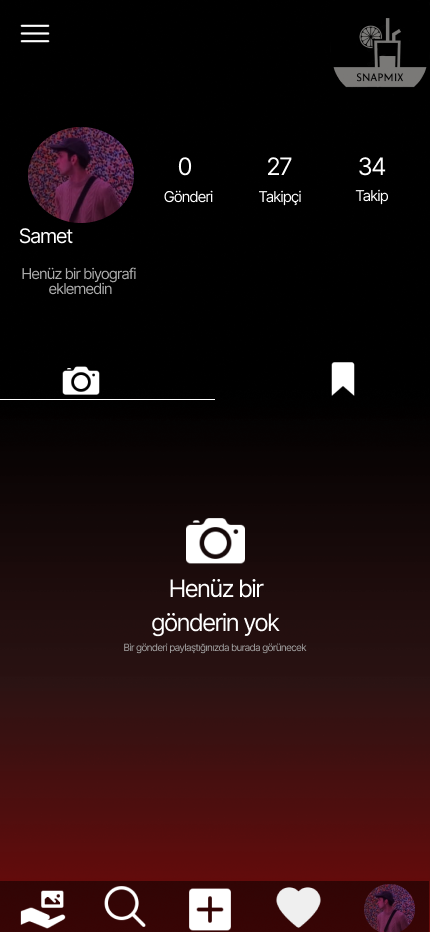 SNAPMIX
0
27
34
Gönderi
Takipçi
Takip
Samet
Henüz bir biyografi
eklemedin
Henüz bir
gönderin yok
Bir gönderi paylaştığınızda burada görünecek